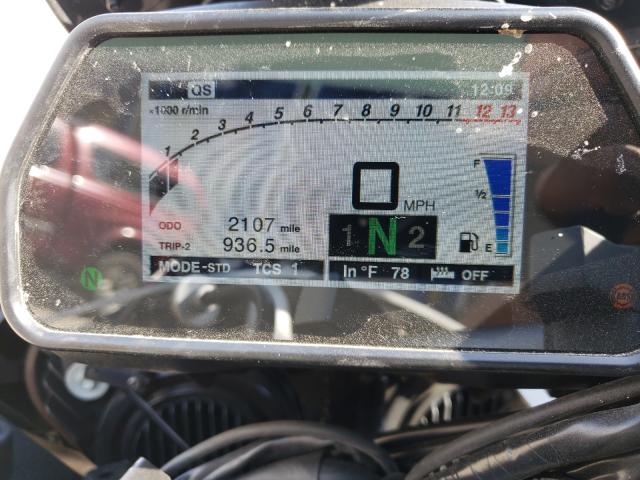 QS 12:09
×1000 r/min
1 2 3 4 5 6 7 8 9 10 11 12 13
0 MPH
F
1/2
E
ODO 2107 mile
TRIP-2 936.5 mile
1 N 2
MODE-STD TCS 1 In °F 78 OFF
N
ABS